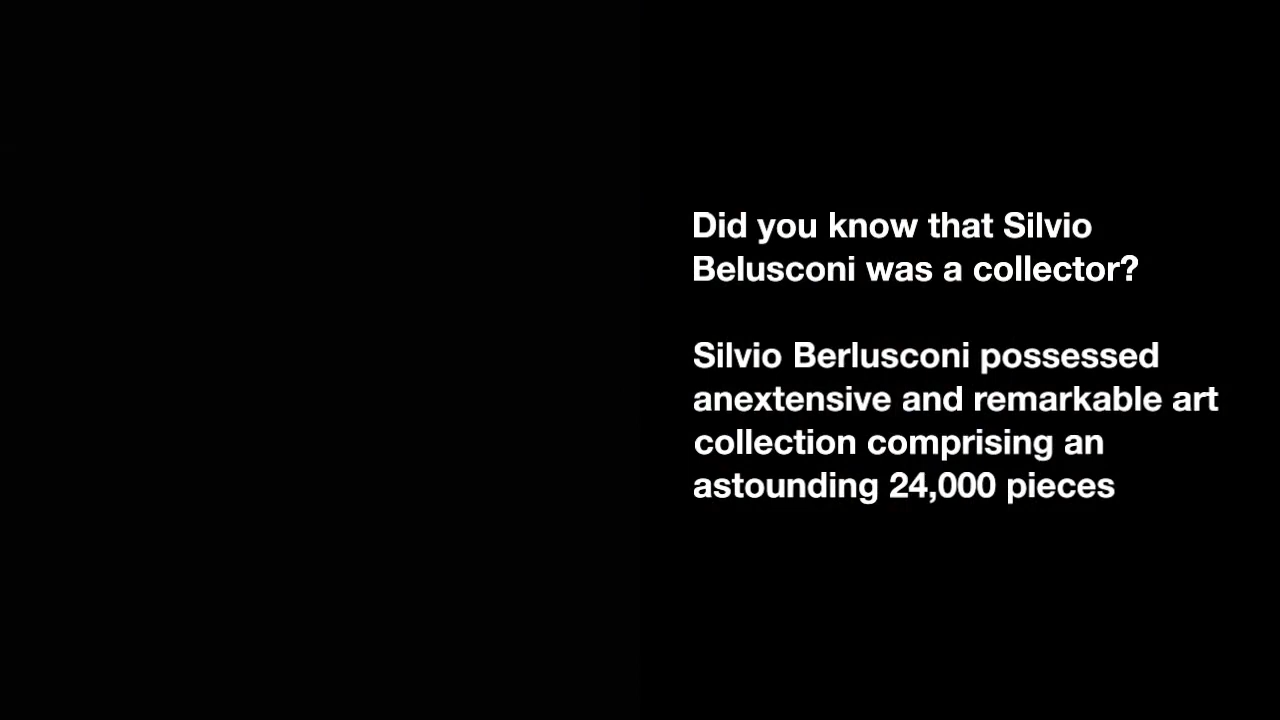 Did you know that Silvio
Belusconi was a collector?
Silvio Berlusconi possessed
anextensive and remarkable art
collection comprising an
astounding 24,000 pieces